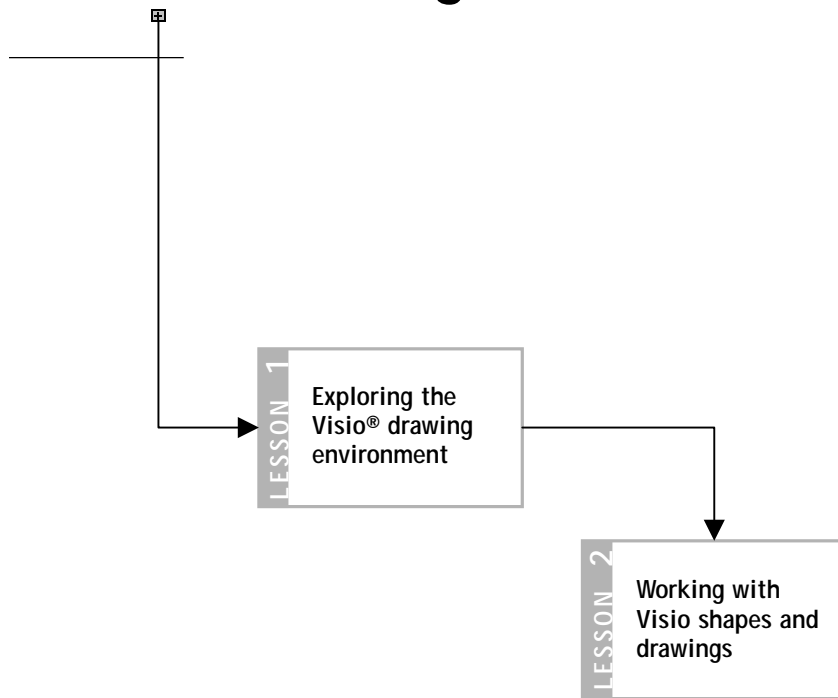 LESSON 1
Exploring the
Visio® drawing
environment
LESSON 2
Working with
Visio shapes and
drawings